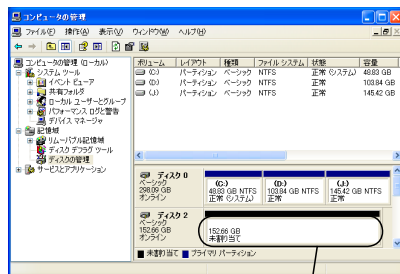 コンピュータの管理
ファイル(F) 操作(A) 表示(V) ウィンドウ(W) ヘルプ(H)
コンピュータの管理 (ローカル)
システム ツール
イベント ビューア
共有フォルダ
ローカル ユーザーとグループ
パフォーマンス ログと警告
デバイス マネージャ
記憶域
リムーバブル記憶域
ディスク デフラグ ツール
ディスクの管理
サービスとアプリケーション
ボリューム レイアウト 種類 ファイル システム 状態 容量
(C:) パーティション ベーシック NTFS 正常 (システム) 48.83 GB
(D:) パーティション ベーシック NTFS 正常 103.84 GB
(J:) パーティション ベーシック NTFS 正常 145.42 GB
ディスク 0
ベーシック
298.09 GB
オンライン
(C:)
48.83 GB NTFS
正常 (システム)
(D:)
103.84 GB NTFS
正常
(J:)
145.42 GB NTFS
正常
ディスク 2
ベーシック
152.66 GB
オンライン
152.66 GB
未割り当て
未割り当て プライマリ パーティション